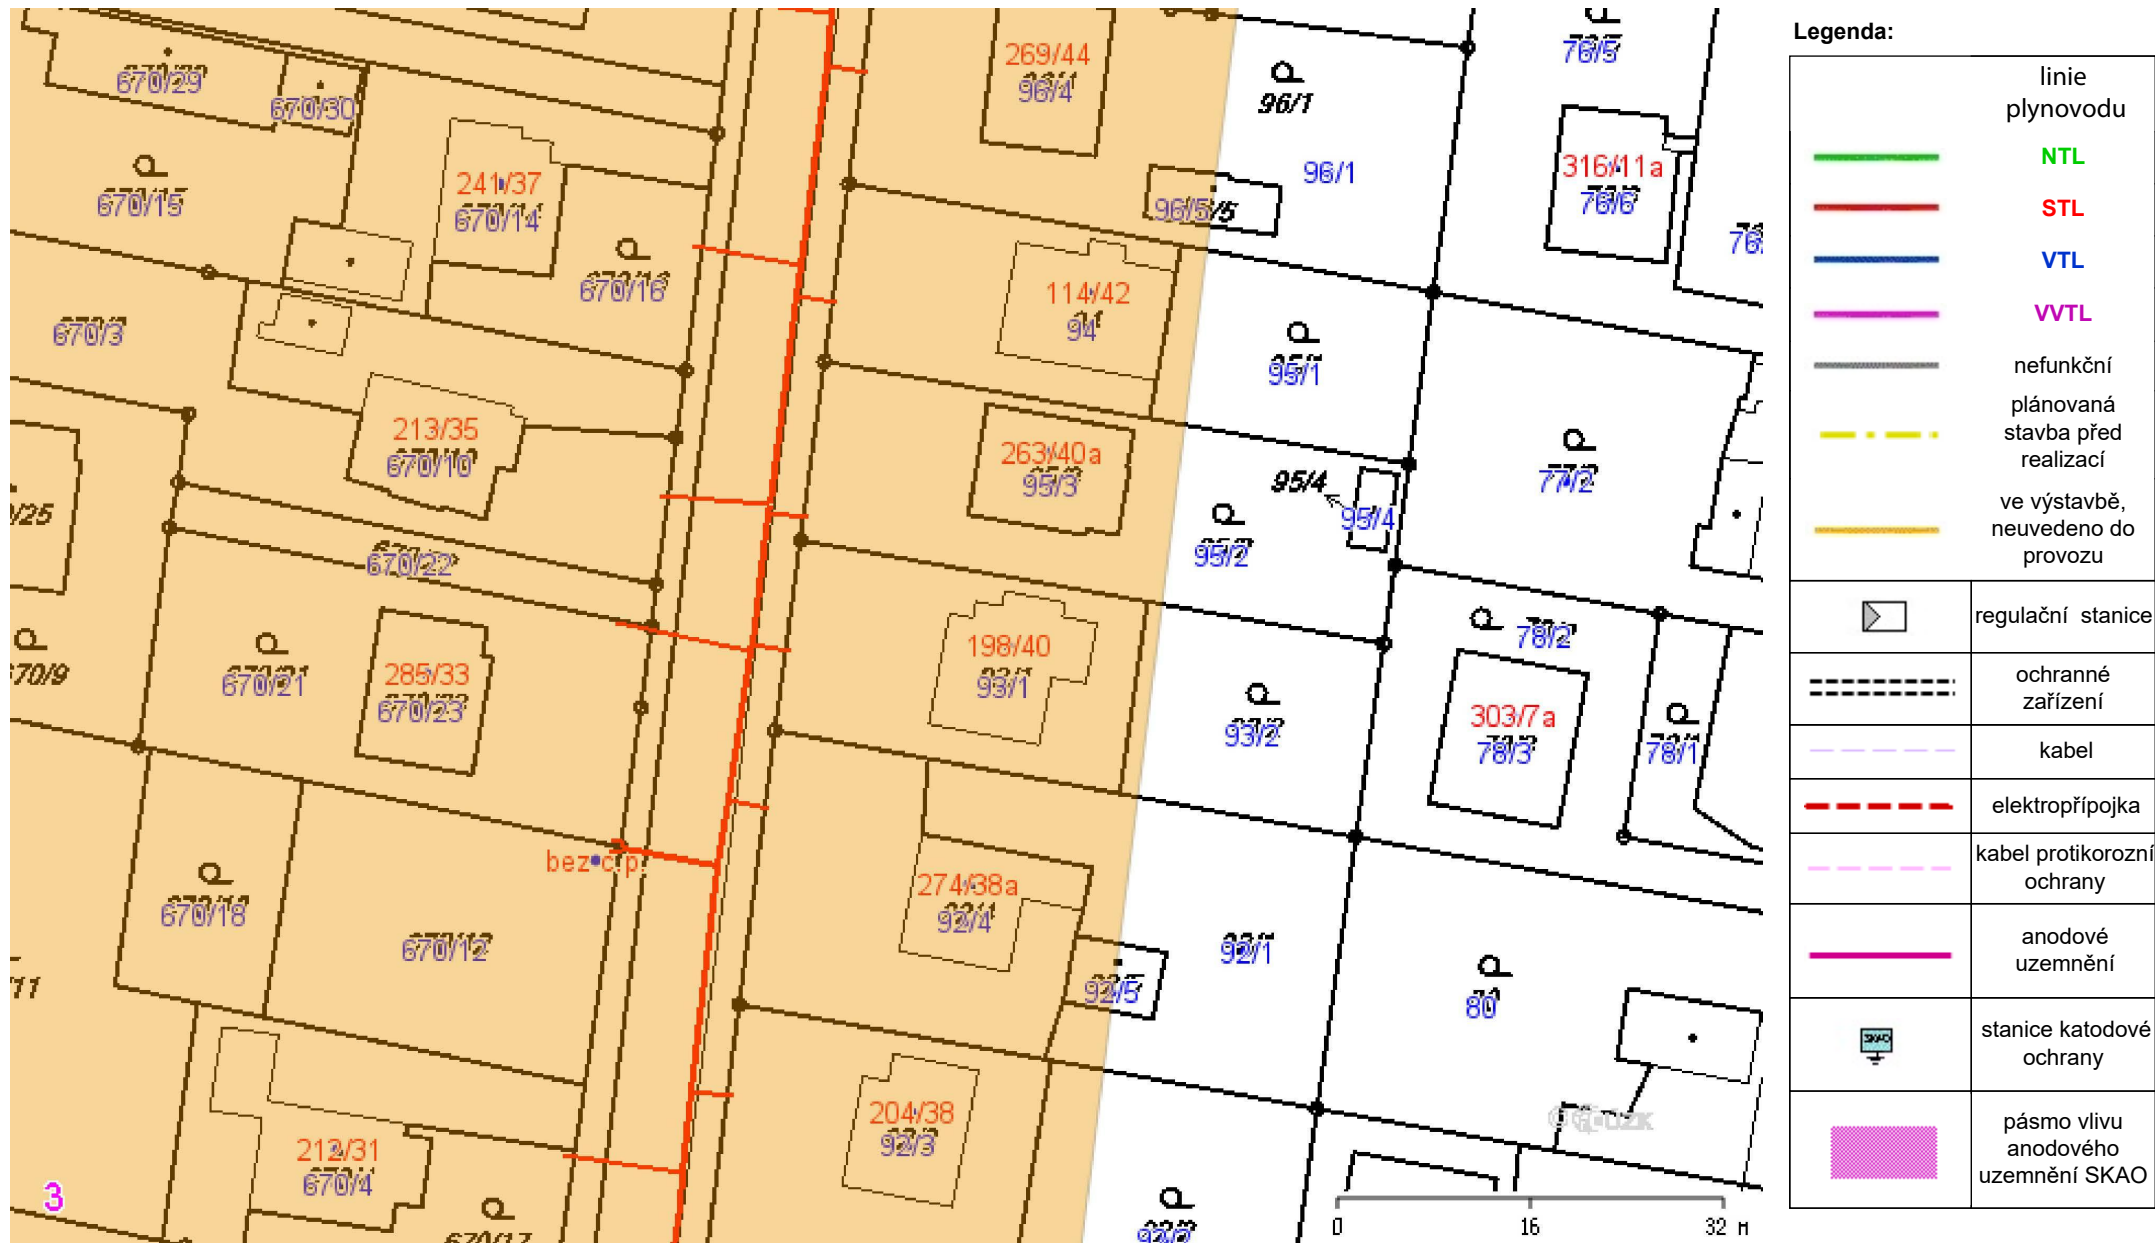 269/44
96/4
670/29
670/30
96/1
96/1
76/5
241/37
670/14
670/15
670/16
96/5
316/11a
76/6
670/3
114/42
94
95/1
213/35
670/10
263/40a
95/3
95/4
95/4
95/2
77/2
/25
670/22
198/40
93/1
78/2
70/9
670/21
285/33
670/23
93/2
303/7a
78/3
78/1
bez č.p.
274/38a
92/4
670/18
670/12
92/1
92/5
80
/11
204/38
92/3
212/31
670/4
3
670/17
0 16 32 m
Legenda:
linie
plynovodu
NTL
STL
VTL
VVTL
nefunkční
plánovaná
stavba před
realizací
ve výstavbě,
neuvedeno do
provozu
regulační stanice
ochranné
zařízení
kabel
elektropřípojka
kabel protikorozní
ochrany
anodové
uzemnění
SKAO
stanice katodové
ochrany
pásmo vlivu
anodového
uzemnění SKAO